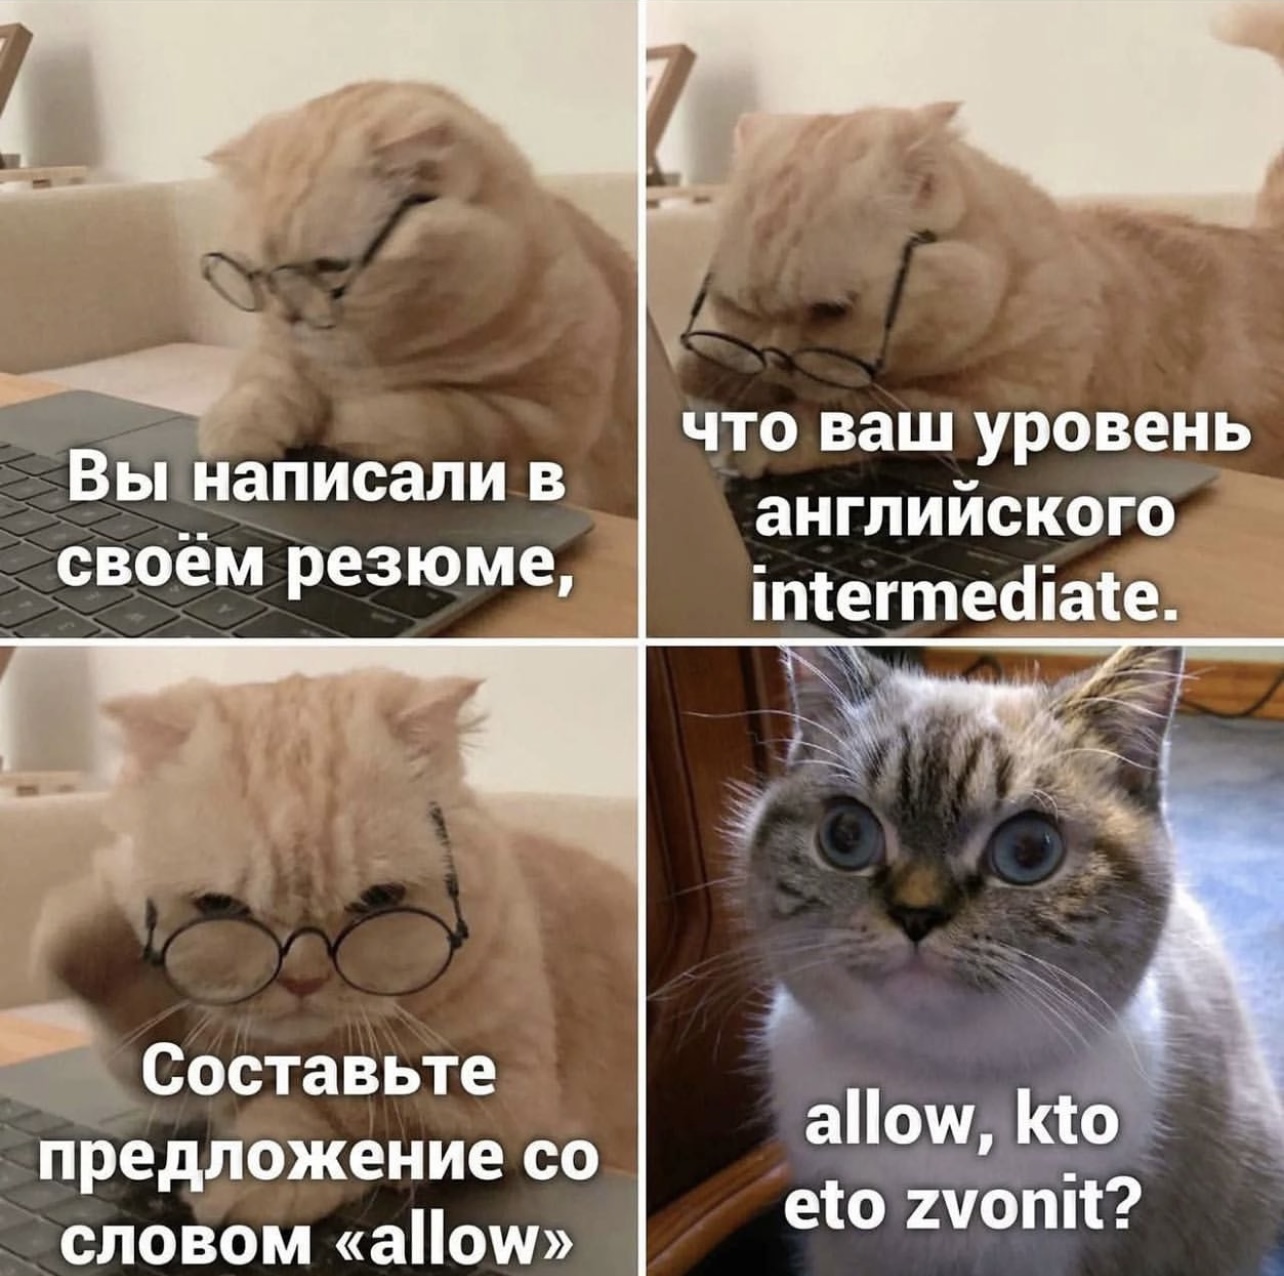 Вы написали в
своём резюме,
что ваш уровень
английского
intermediate.
Составьте
предложение со
словом «allow»
allow, kto
eto zvonit?